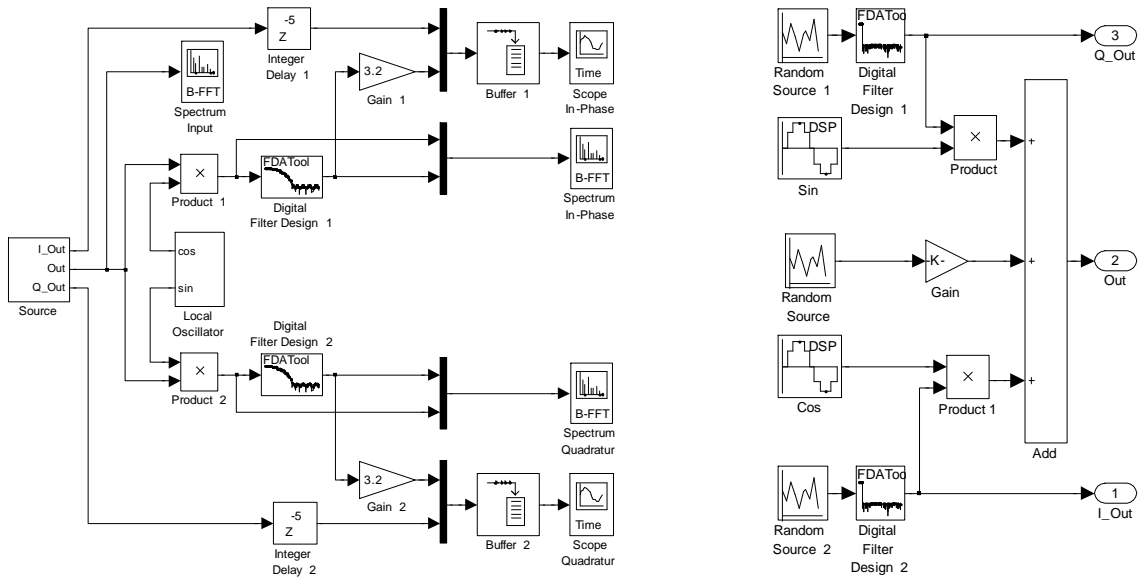 -5
Z
Integer
Delay 1
B-FFT
Spectrum
Input
3.2
Gain 1
Buffer 1
Time
Scope
In-Phase
×
Product 1
FDATool
Digital
Filter Design 1
B-FFT
Spectrum
In-Phase
I_Out
Out
Q_Out
Source
cos
sin
Local
Oscillator
×
Product 2
Digital
Filter Design 2
FDATool
B-FFT
Spectrum
Quadratur
3.2
Gain 2
-5
Z
Integer
Delay 2
Buffer 2
Time
Scope
Quadratur
Random
Source 1
FDAToo
Digital
Filter
Design 1
3
Q_Out
DSP
Sin
×
Product
+
Random
Source
-K-
Gain
+
2
Out
DSP
Cos
×
Product 1
+
Add
Random
Source 2
FDAToo
Digital
Filter
Design 2
1
I_Out